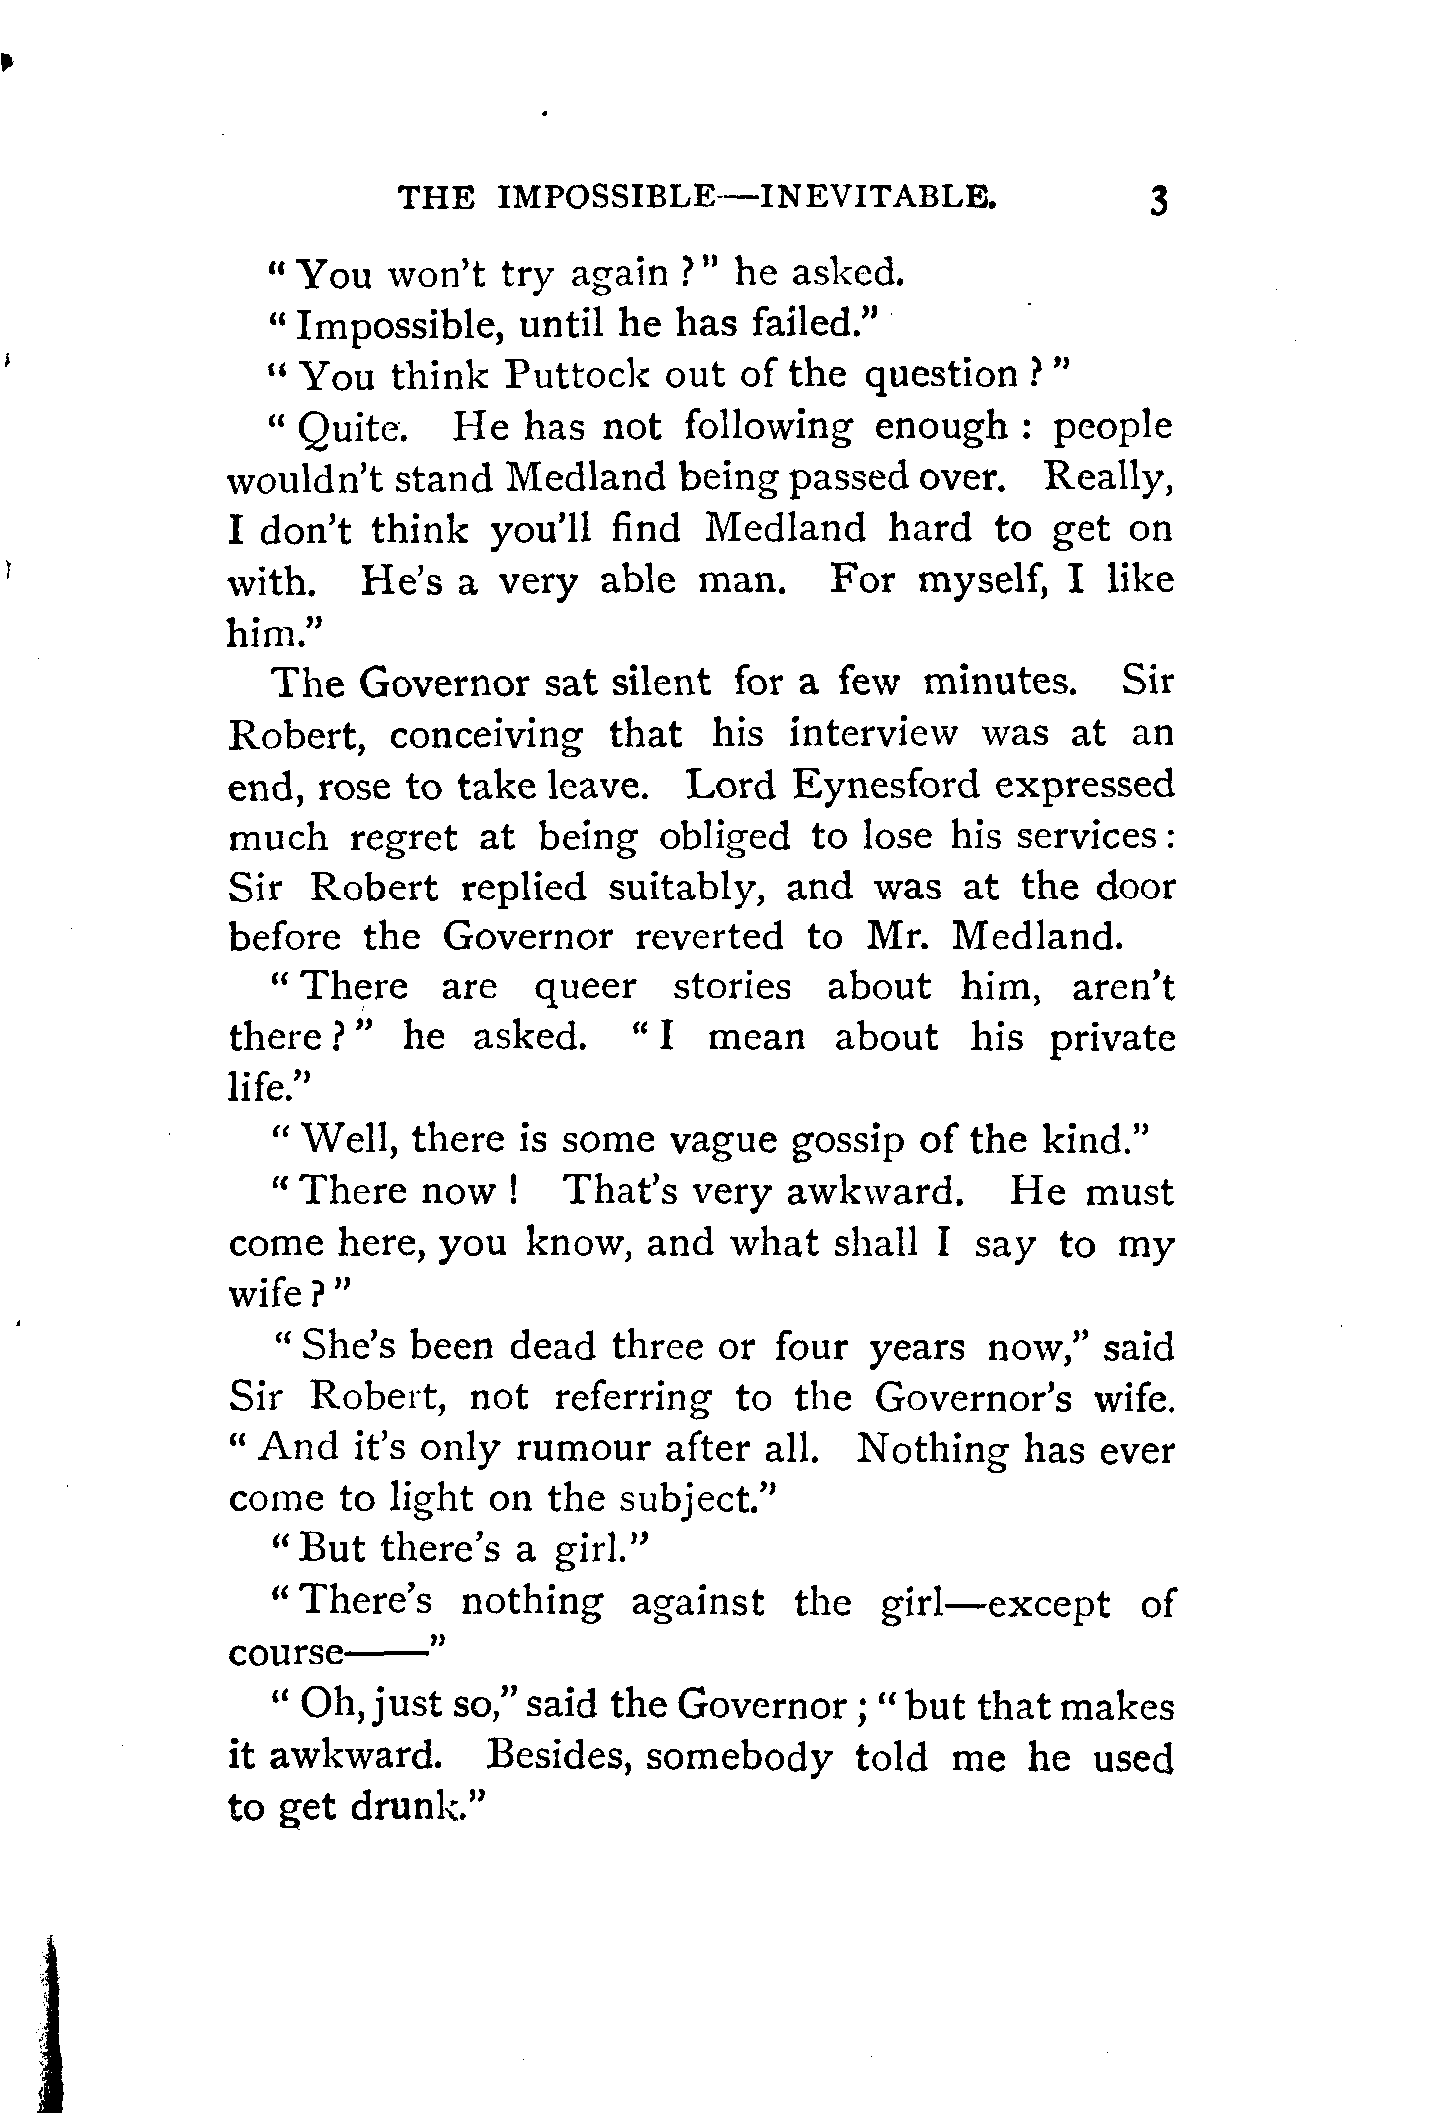 THE IMPOSSIBLE—INEVITABLE. 3
"You won't try again?" he asked.
"Impossible, until he has failed."
"You think Puttock out of the question?"
"Quite. He has not following enough: people
wouldn't stand Medland being passed over. Really,
I don't think you'll find Medland hard to get on
with. He's a very able man. For myself, I like
him."
The Governor sat silent for a few minutes. Sir
Robert, conceiving that his interview was at an
end, rose to take leave. Lord Eynesford expressed
much regret at being obliged to lose his services:
Sir Robert replied suitably, and was at the door
before the Governor reverted to Mr. Medland.
"There are queer stories about him, aren't
there?" he asked. "I mean about his private
life."
"Well, there is some vague gossip of the kind."
"There now! That's very awkward. He must
come here, you know, and what shall I say to my
wife?"
"She's been dead three or four years now," said
Sir Robert, not referring to the Governor's wife.
"And it's only rumour after all. Nothing has ever
come to light on the subject."
"But there's a girl."
"There's nothing against the girl—except of
course——"
"Oh, just so," said the Governor; "but that makes
it awkward. Besides, somebody told me he used
to get drunk."